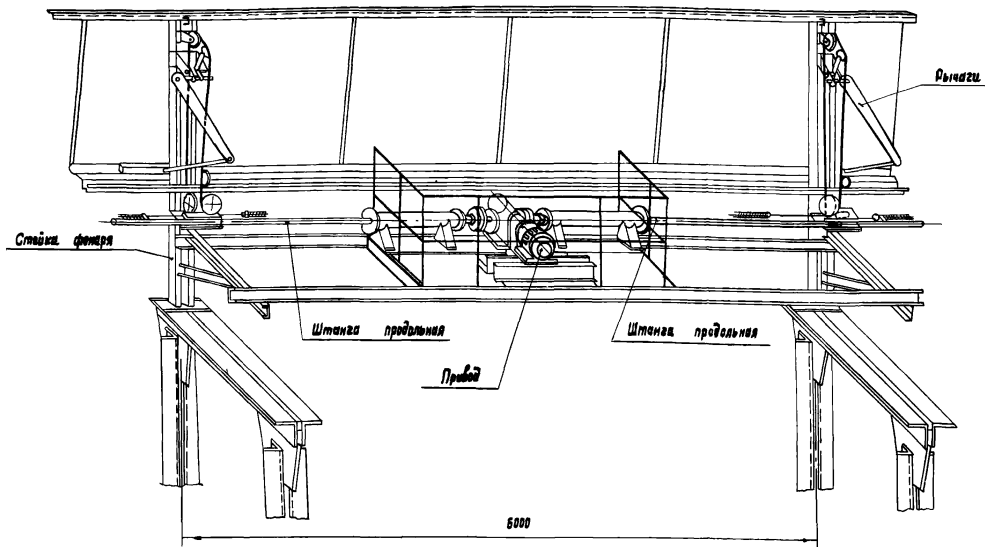 Рычаги
Стойка фонаря
Штанга продольная
Штанга продольная
Привод
6000